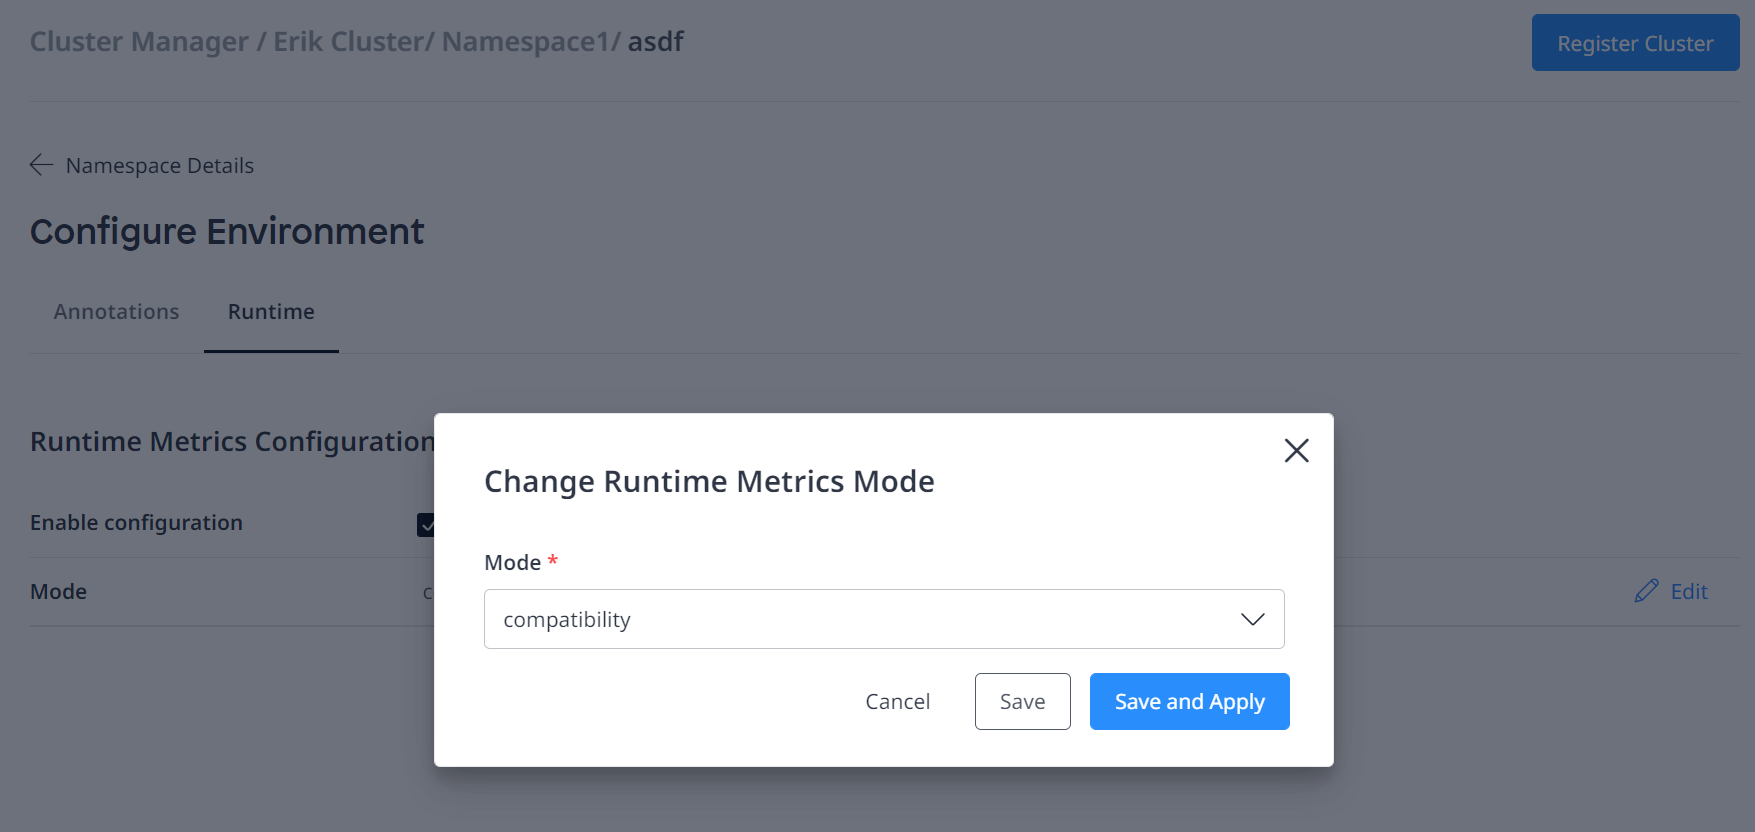 Cluster Manager / Erik Cluster/ Namespace1/ asdf
Register Cluster
Namespace Details
Configure Environment
Annotations
Runtime
Runtime Metrics Configuration
Enable configuration
Mode
Edit
Change Runtime Metrics Mode
Mode *
compatibility
Cancel
Save
Save and Apply